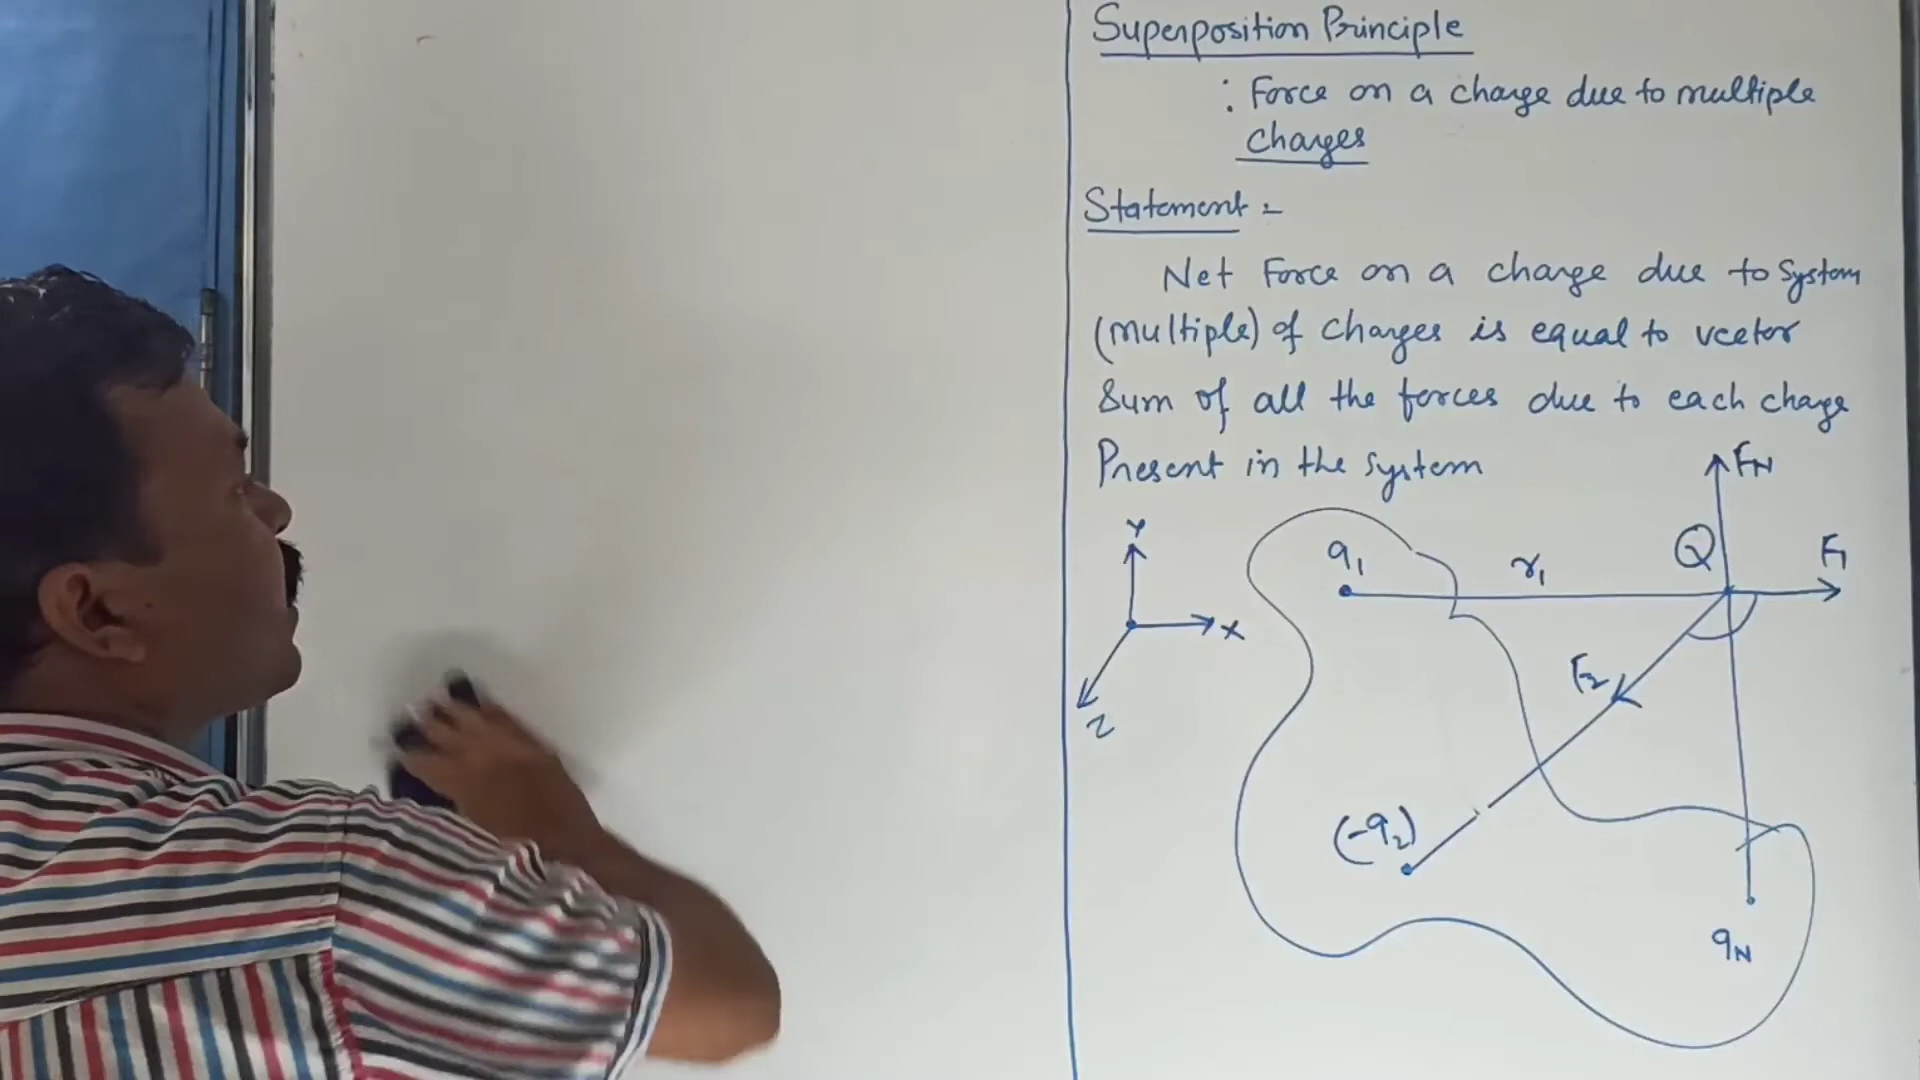 Superposition Principle
: Force on a charge due to multiple
charges
Statement :-
Net Force on a charge due to System
(multiple) of charges is equal to vector
Sum of all the forces due to each charge
Present in the system
FN
Y
q1
r1
Q
F1
X
F2
Z
(-q2)
qN